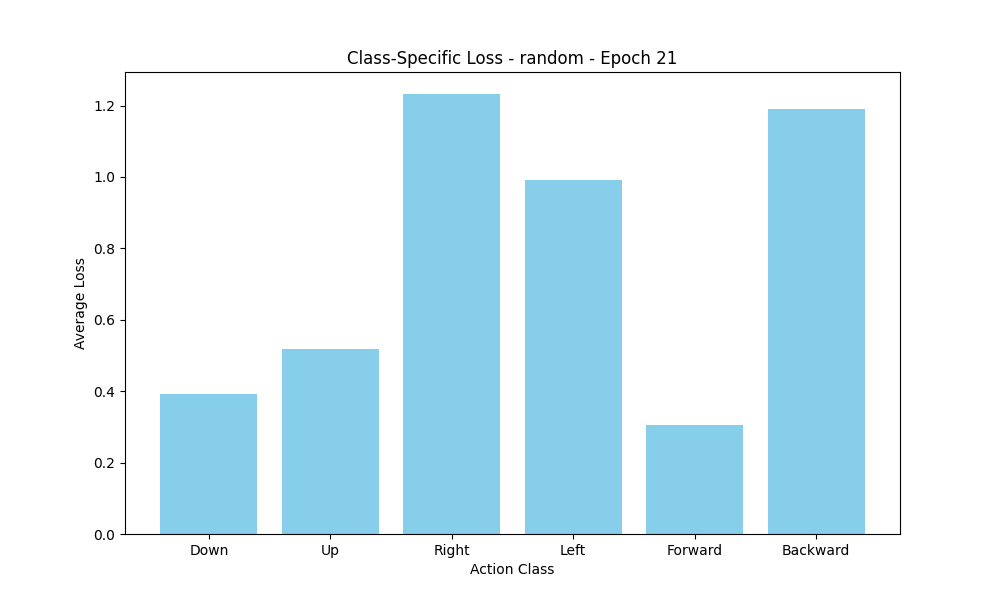 Class-Specific Loss - random - Epoch 21
Average Loss
1.2
1.0
0.8
0.6
0.4
0.2
0.0
Down Up Right Left Forward Backward
Action Class